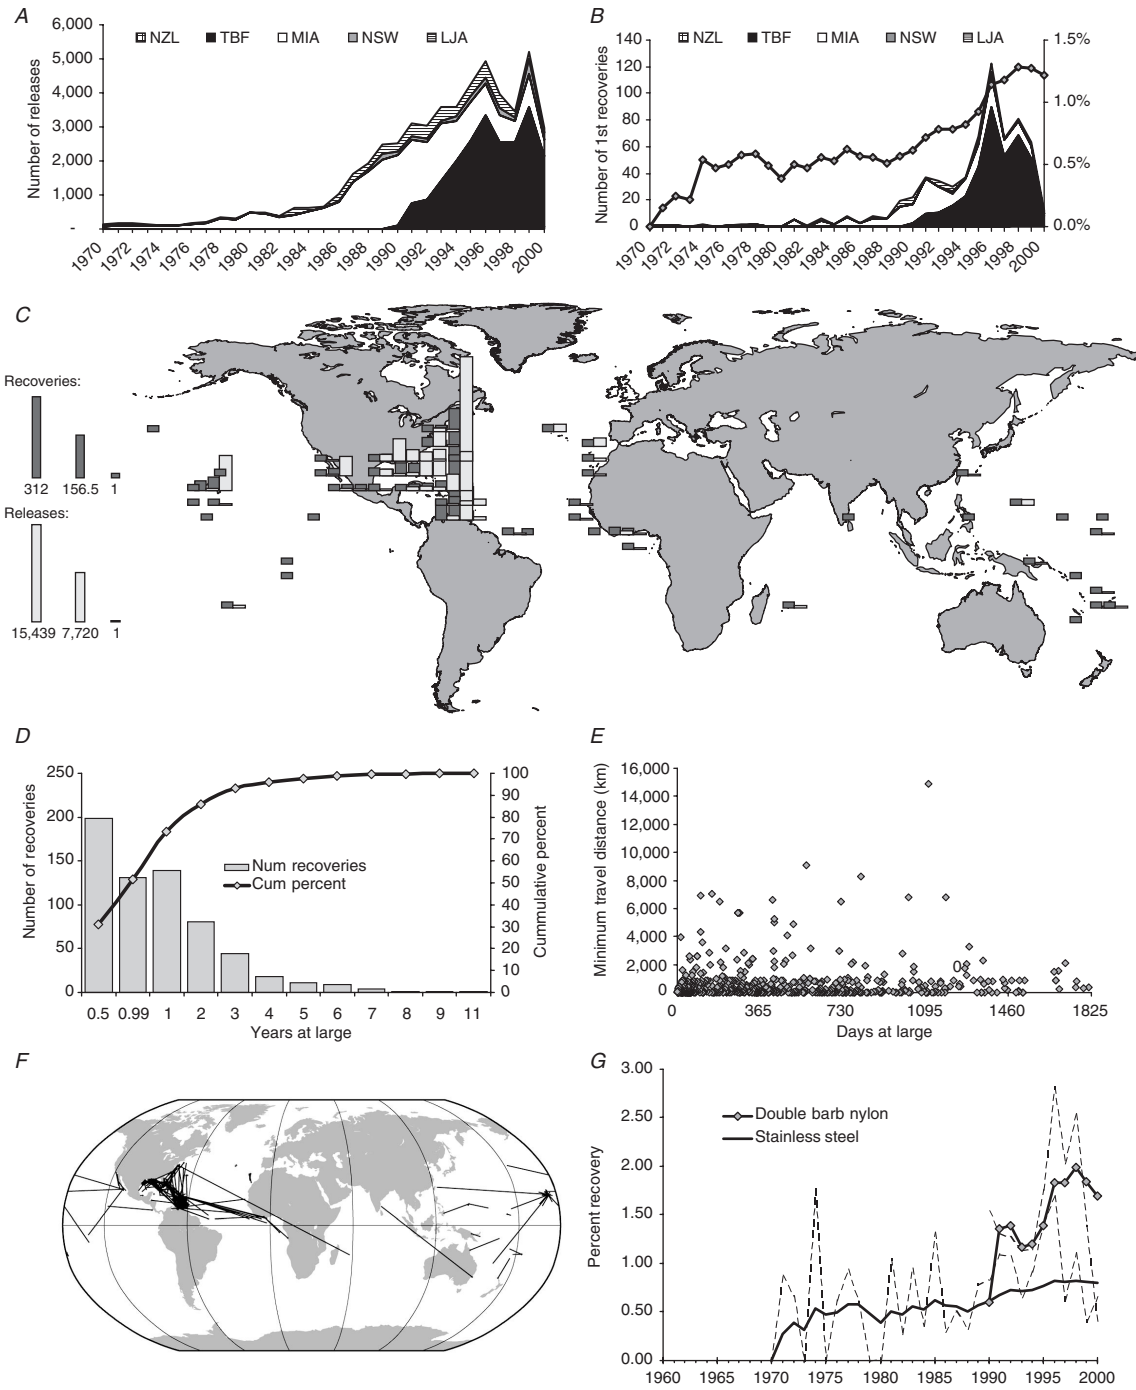 A
6,000
5,000
4,000
3,000
2,000
1,000
-
Number of releases
NZL TBF MIA NSW LJA
1970 1972 1974 1976 1978 1980 1982 1984 1986 1988 1990 1992 1994 1996 1998 2000
B
140
120
100
80
60
40
20
0
Number of 1st recoveries
NZL TBF MIA NSW LJA
1.5%
1.0%
0.5%
0.0%
1970 1972 1974 1976 1978 1980 1982 1984 1986 1988 1990 1992 1994 1996 1998 2000
C
Recoveries:
312 156.5 1
Releases:
15,439 7,720 1
D
250
200
150
100
50
0
Number of recoveries
Num recoveries
Cum percent
100
90
80
70
60
50
40
30
20
10
0
Cummulative percent
0.5 0.99 1 2 3 4 5 6 7 8 9 11
Years at large
E
16,000
14,000
12,000
10,000
8,000
6,000
4,000
2,000
0
Minimum travel distance (km)
0
0 365 730 1095 1460 1825
Days at large
F
G
3.00
2.50
2.00
1.50
1.00
0.50
0.00
Percent recovery
Double barb nylon
Stainless steel
1960 1965 1970 1975 1980 1985 1990 1995 2000